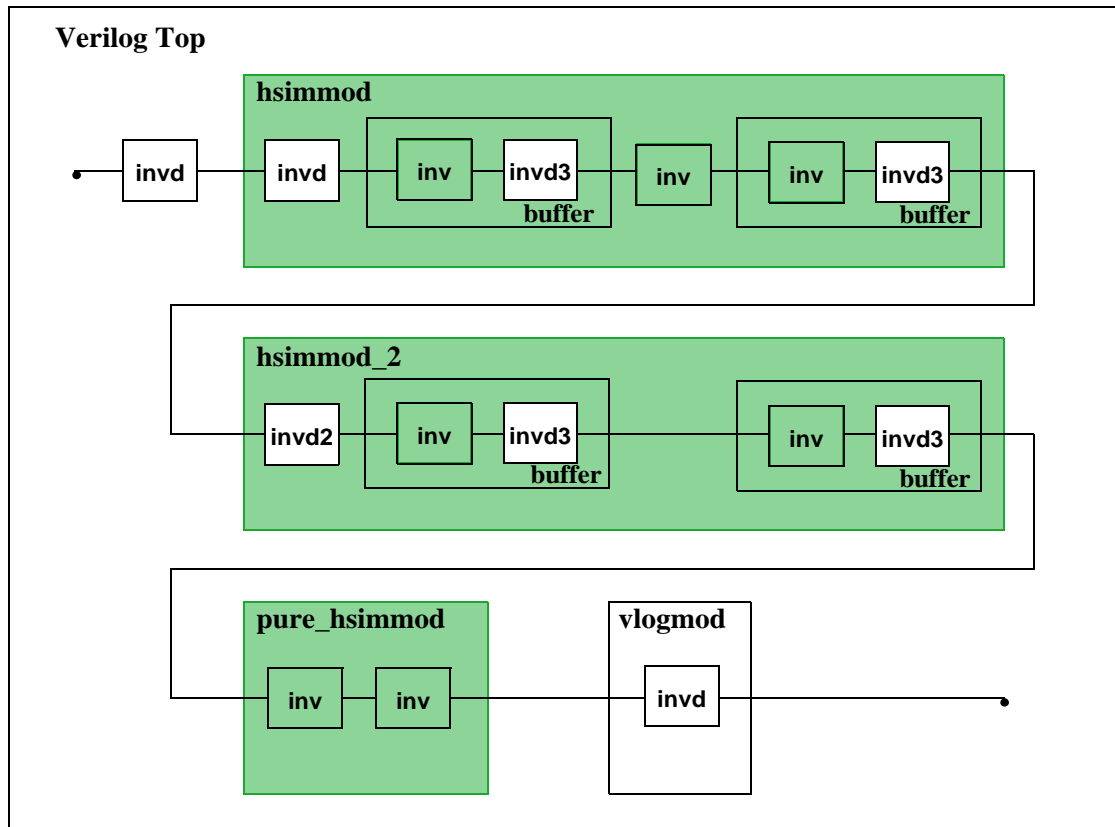 Verilog Top
hsimmod
invd
invd
inv
invd3
buffer
inv
inv
invd3
buffer
hsimmod_2
invd2
inv
invd3
buffer
inv
invd3
buffer
pure_hsimmod
inv
inv
vlogmod
invd